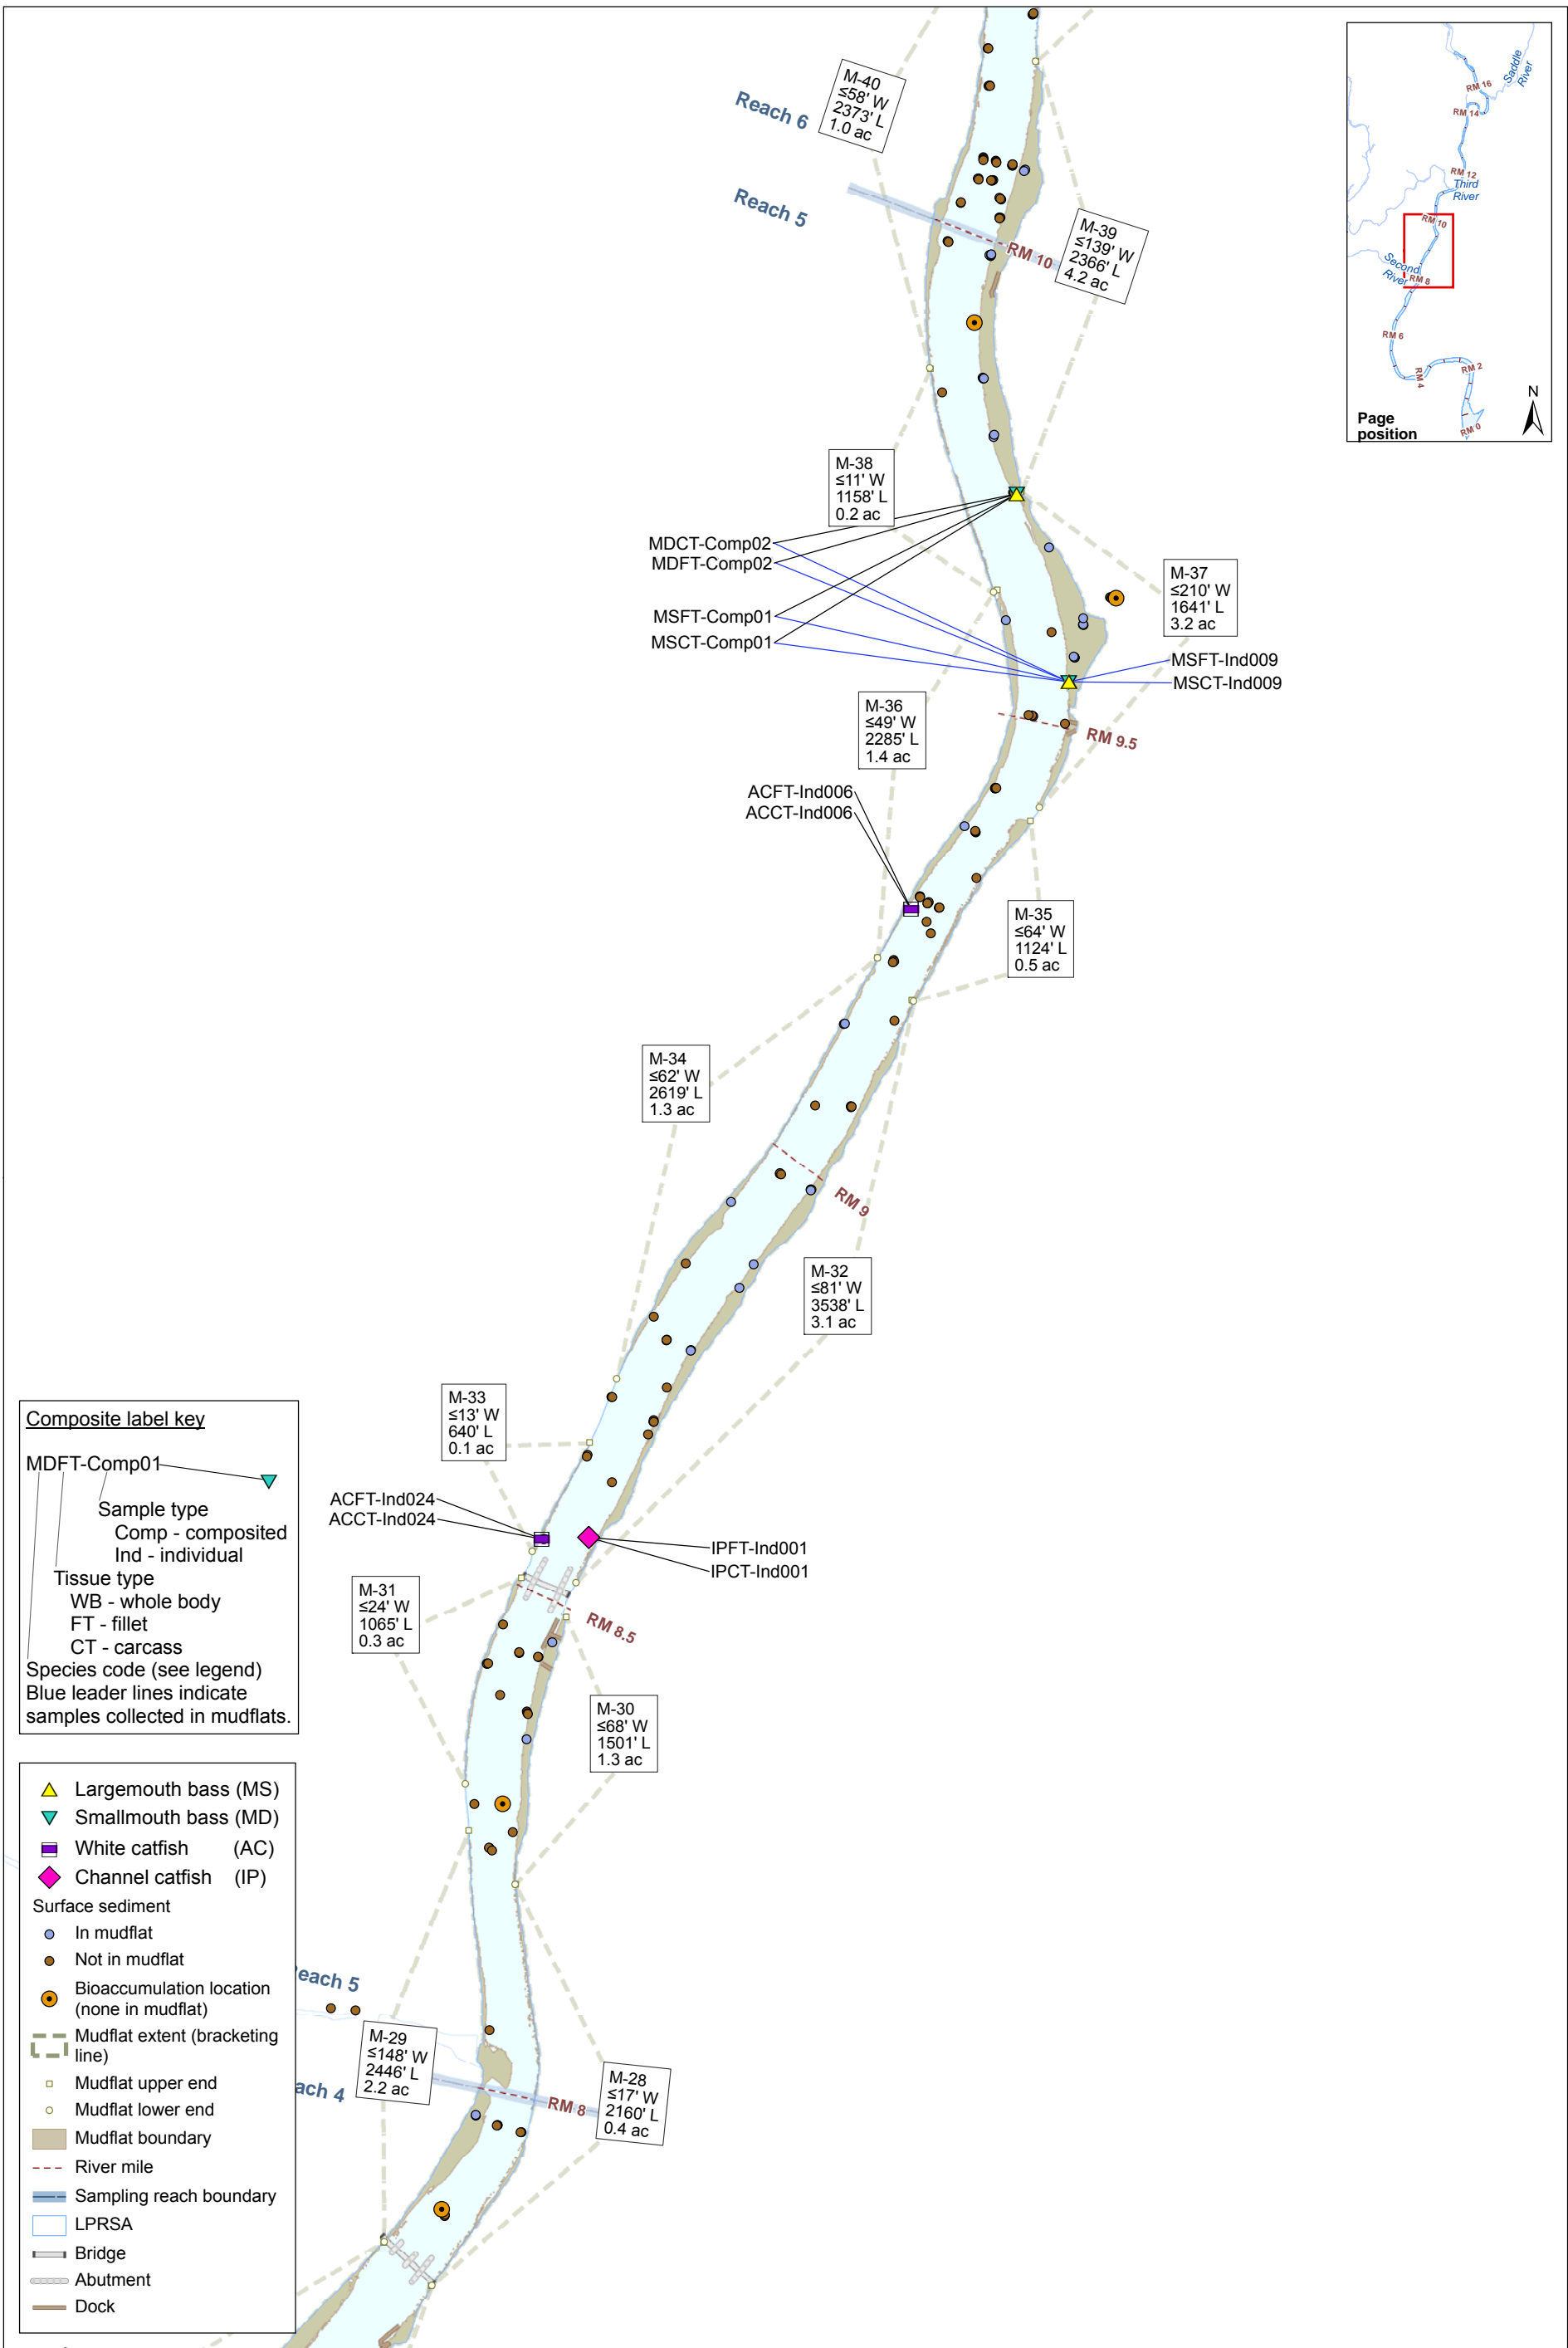 M-40
≤58' W
2373' L
1.0 ac
Reach 6
Reach 5
RM 10
M-39
≤139' W
2366' L
4.2 ac
RM 16
Saddle
River
RM 14
RM 12
Third
River
RM 10
Second
River
RM 8
RM 6
RM 4
RM 2
RM 0
N
Page
position
M-38
≤11' W
1158' L
0.2 ac
MDCT-Comp02
MDFT-Comp02
MSFT-Comp01
MSCT-Comp01
M-37
≤210' W
1641' L
3.2 ac
MSFT-Ind009
MSCT-Ind009
M-36
≤49' W
2285' L
1.4 ac
RM 9.5
ACFT-Ind006
ACCT-Ind006
M-35
≤64' W
1124' L
0.5 ac
M-34
≤62' W
2619' L
1.3 ac
RM 9
M-32
≤81' W
3538' L
3.1 ac
M-33
≤13' W
640' L
0.1 ac
ACFT-Ind024
ACCT-Ind024
IPFT-Ind001
IPCT-Ind001
M-31
≤24' W
1065' L
0.3 ac
RM 8.5
M-30
≤68' W
1501' L
1.3 ac
each 5
M-29
≤148' W
2446' L
2.2 ac
ach 4
RM 8
M-28
≤17' W
2160' L
0.4 ac
Composite label key
MDFT-Comp01
Sample type
Comp - composited
Ind - individual
Tissue type
WB - whole body
FT - fillet
CT - carcass
Species code (see legend)
Blue leader lines indicate
samples collected in mudflats.
Largemouth bass (MS)
Smallmouth bass (MD)
White catfish (AC)
Channel catfish (IP)
Surface sediment
In mudflat
Not in mudflat
Bioaccumulation location
(none in mudflat)
Mudflat extent (bracketing
line)
Mudflat upper end
Mudflat lower end
Mudflat boundary
River mile
Sampling reach boundary
LPRSA
Bridge
Abutment
Dock